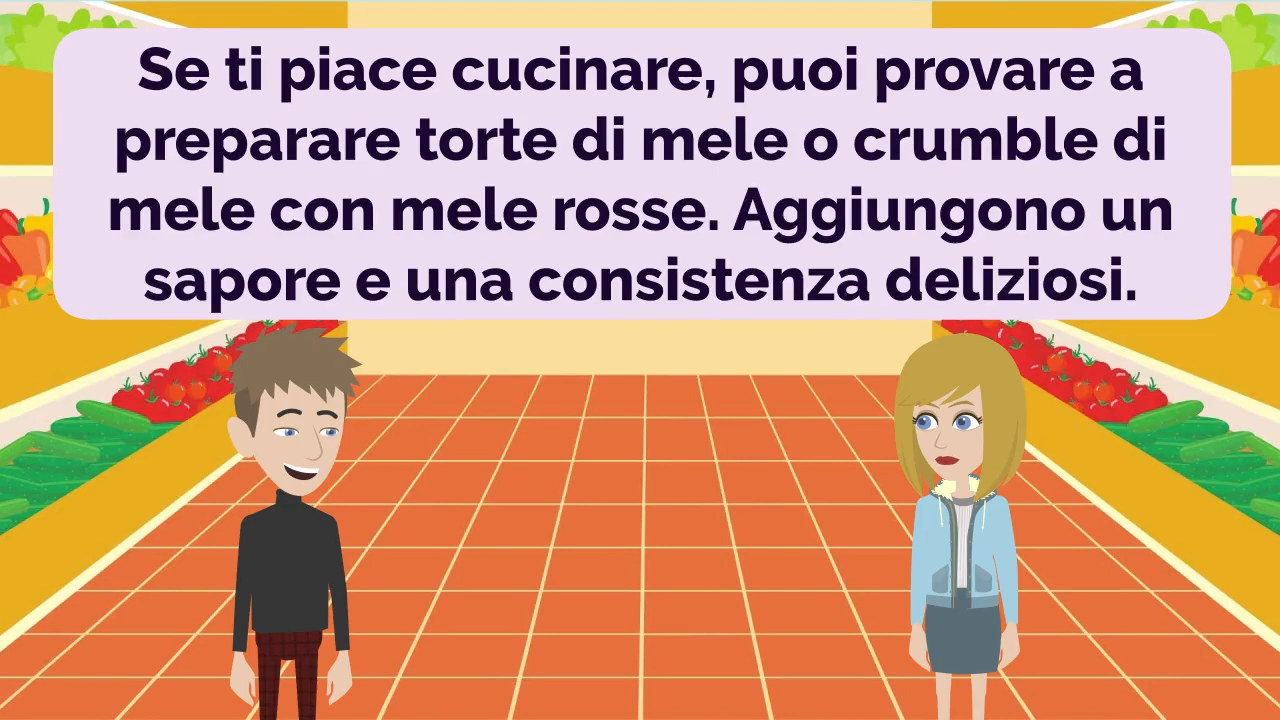 Se ti piace cucinare, puoi provare a
preparare torte di mele o crumble di
mele con mele rosse. Aggiungono un
sapore e una consistenza deliziosi.